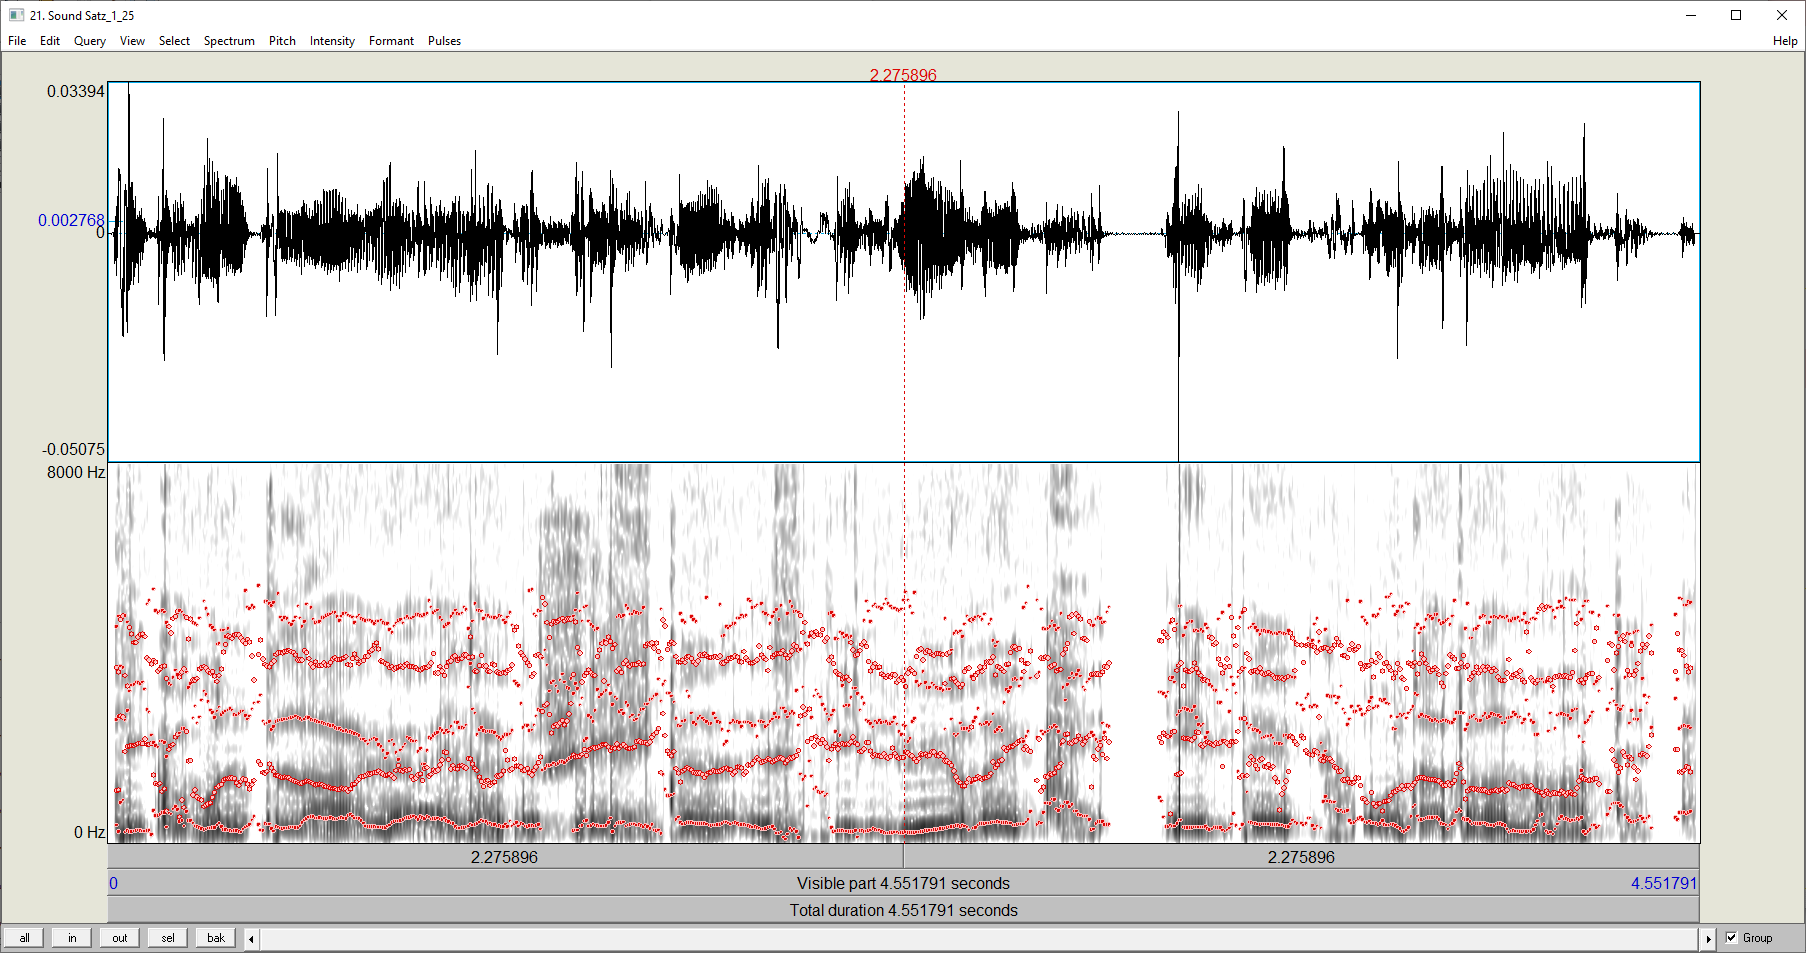 21. Sound Satz_1_25
File Edit Query View Select Spectrum Pitch Intensity Formant Pulses Help
2.275896
0.03394
0.002768
0
-0.05075
8000 Hz
0 Hz
2.275896 2.275896
0 Visible part 4.551791 seconds 4.551791
Total duration 4.551791 seconds
all in out sel bak Group